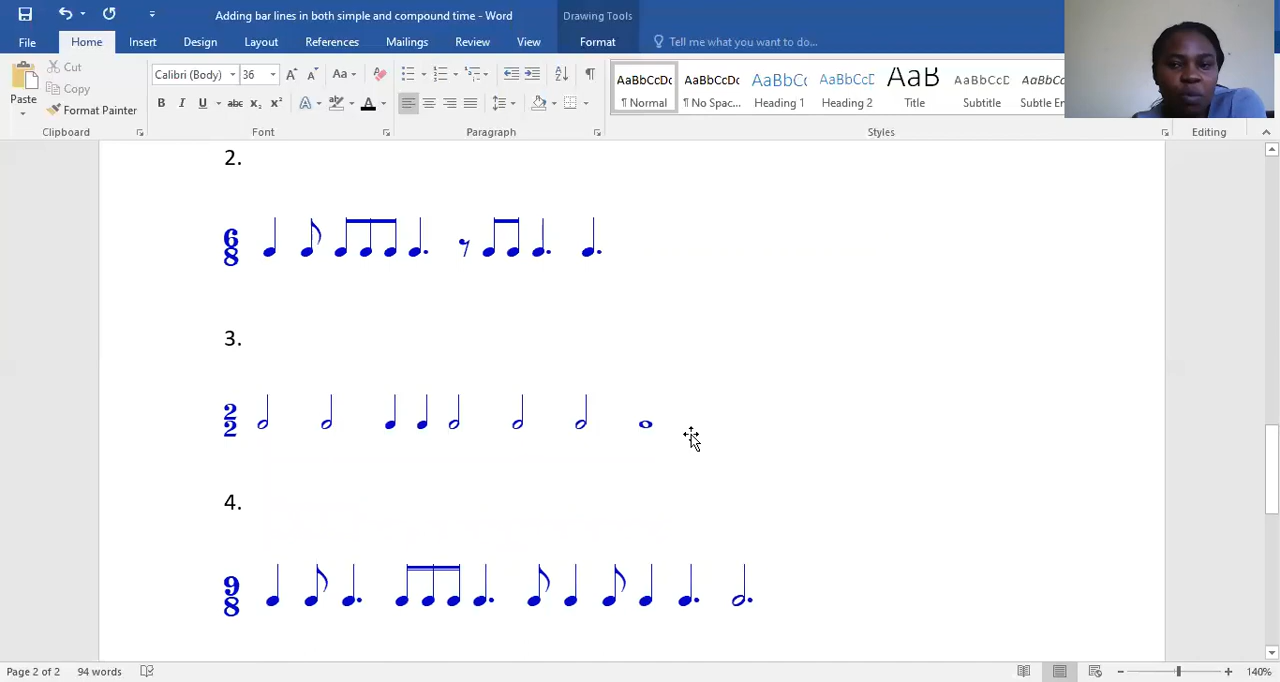 Adding bar lines in both simple and compound time - Word
Drawing Tools
File Home Insert Design Layout References Mailings Review View Format Tell me what you want to do...
Paste
Cut
Copy
Format Painter
Calibri (Body) 36
AaBbCcDc AaBbCcDc AaBbCc AaBbCcE AaB AaBbCcD AaBbCcD
¶ Normal ¶ No Spac... Heading Heading 2 Title Subtitle Subtle En
Clipboard Font Paragraph Styles Editing
2.
6
8
3.
2
2
4.
9
8
Page 2 of 2 94 words 140%